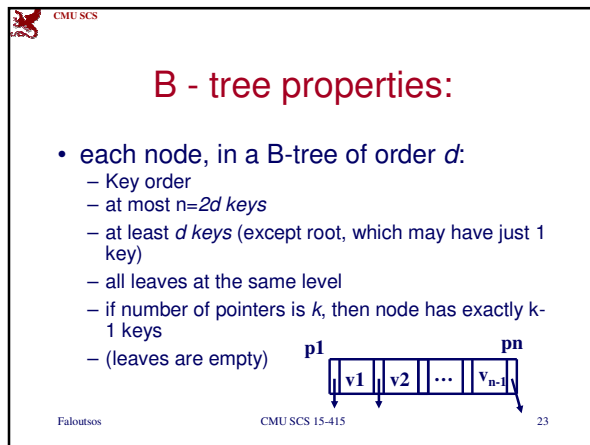 CMU SCS
B - tree properties:
• each node, in a B-tree of order d:
– Key order
– at most n=2d keys
– at least d keys (except root, which may have just 1
key)
– all leaves at the same level
– if number of pointers is k, then node has exactly k-
1 keys
– (leaves are empty)
p1 pn
v1 v2 … vn-1
Faloutsos CMU SCS 15-415 23